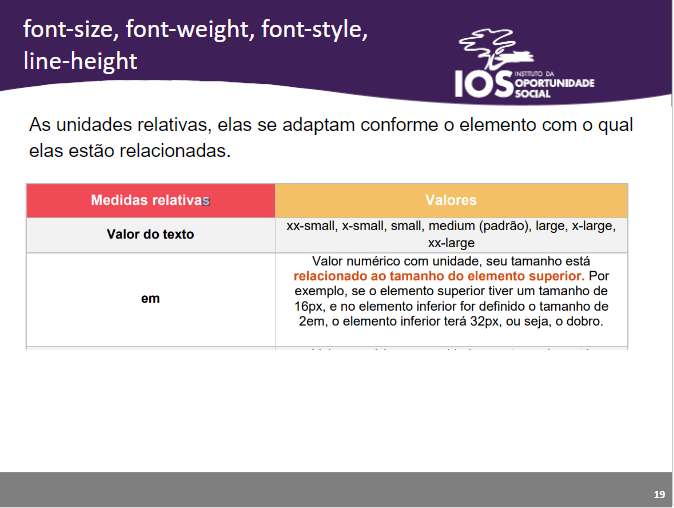 font-size, font-weight, font-style,
line-height
IOS
INSTITUTO DA
OPORTUNIDADE
SOCIAL
As unidades relativas, elas se adaptam conforme o elemento com o qual
elas estão relacionadas.
Medidas relativas
Valores
Valor do texto
xx-small, x-small, small, medium (padrão), large, x-large,
xx-large
em
Valor numérico com unidade, seu tamanho está
relacionado ao tamanho do elemento superior. Por
exemplo, se o elemento superior tiver um tamanho de
16px, e no elemento inferior for definido o tamanho de
2em, o elemento inferior terá 32px, ou seja, o dobro.
19